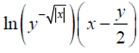 ln(y^{-√|x|})(x − y/2)